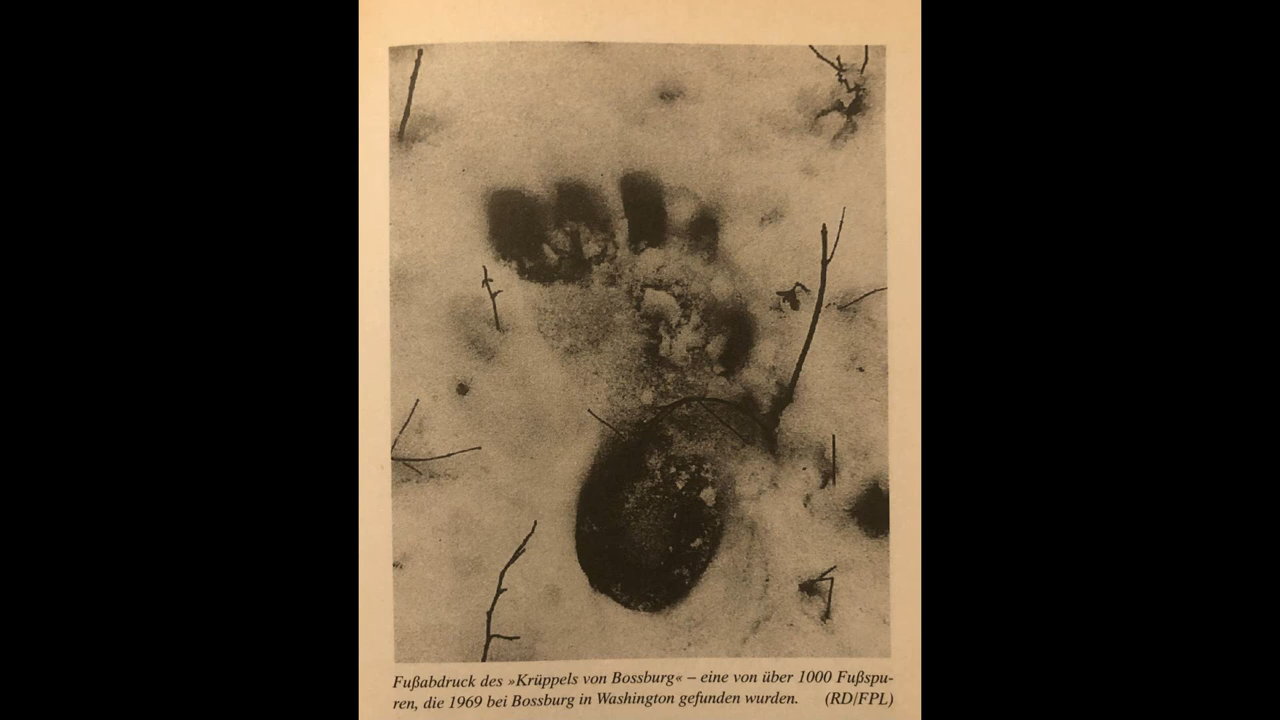 Fußabdruck des »Krüppels von Bossburg« – eine von über 1000 Fußspu-
ren, die 1969 bei Bossburg in Washington gefunden wurden. (RD/FPL)